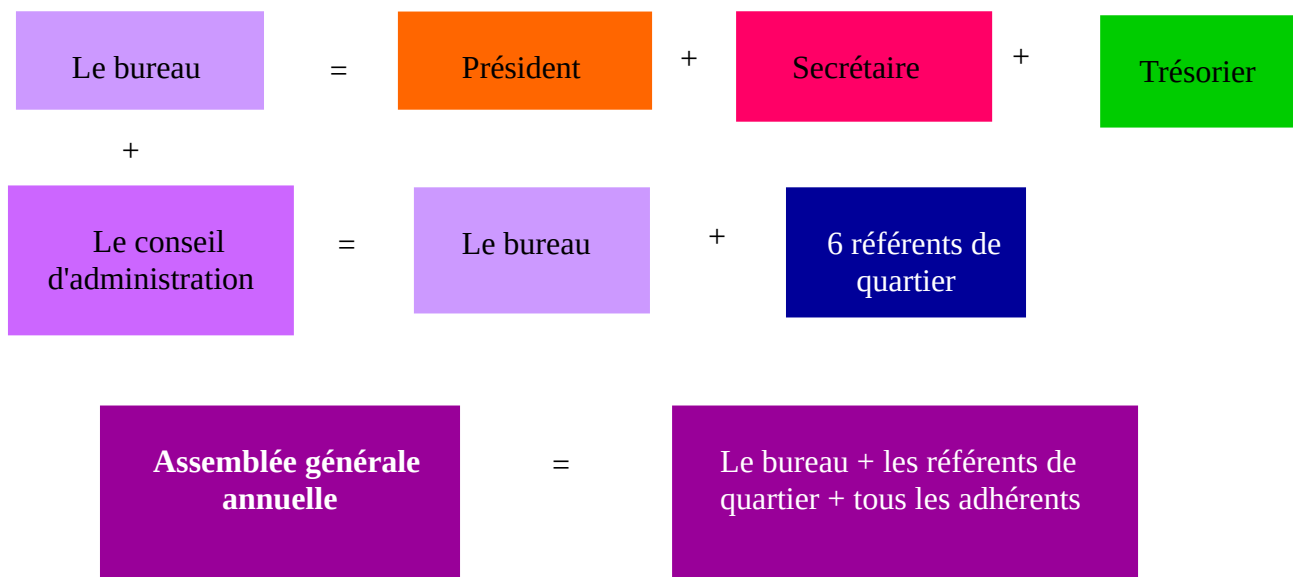 Le bureau = Président + Secrétaire + Trésorier
+
Le conseil
d'administration = Le bureau + 6 référents de
quartier
Assemblée générale
annuelle
=
Le bureau + les référents de
quartier + tous les adhérents